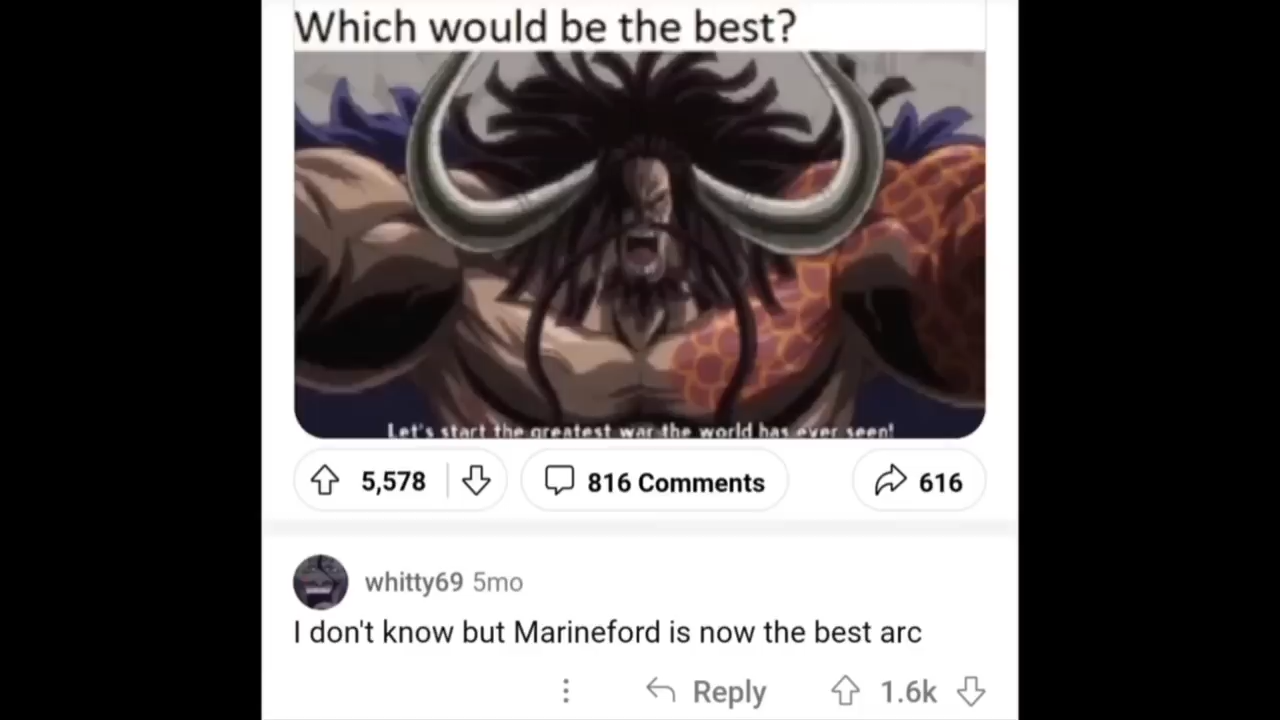 Which would be the best?
Let's start the greatest war the world has ever seen!
5,578
816 Comments
616
whitty69 5mo
I don't know but Marineford is now the best arc
Reply
1.6k